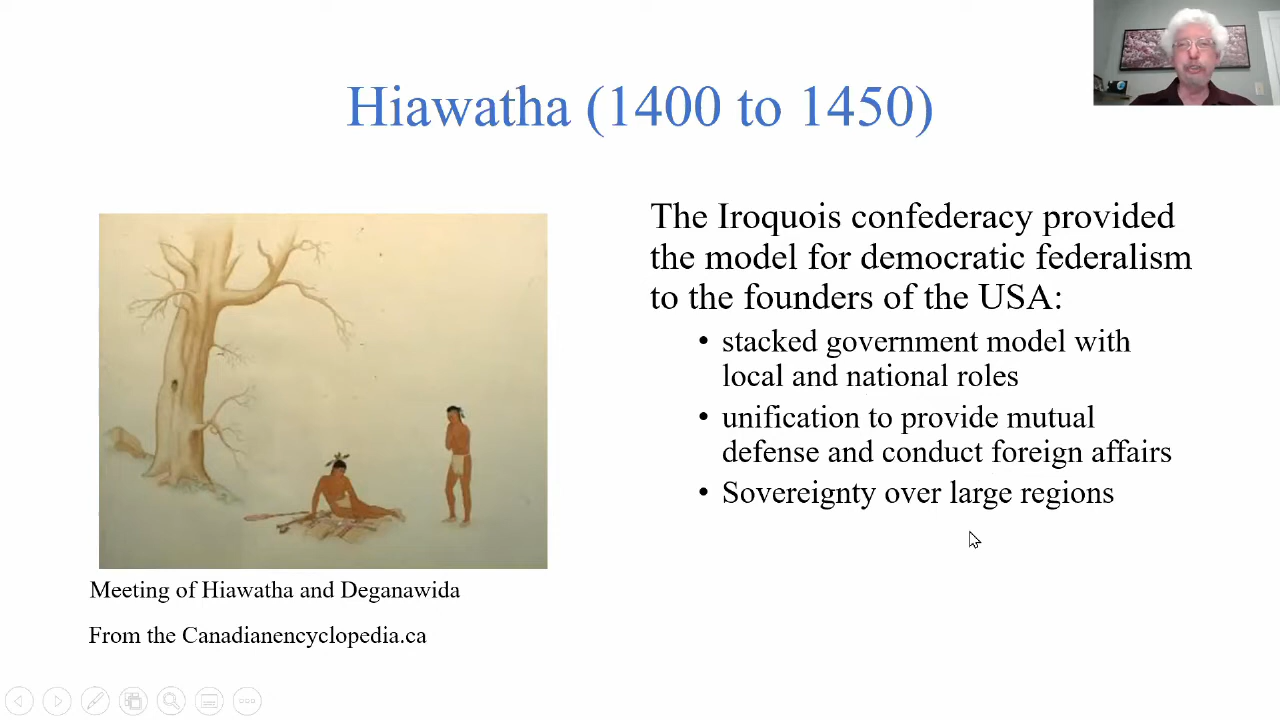 Hiawatha (1400 to 1450)
The Iroquois confederacy provided
the model for democratic federalism
to the founders of the USA:
• stacked government model with
local and national roles
• unification to provide mutual
defense and conduct foreign affairs
• Sovereignty over large regions
Meeting of Hiawatha and Deganawida
From the Canadianencyclopedia.ca